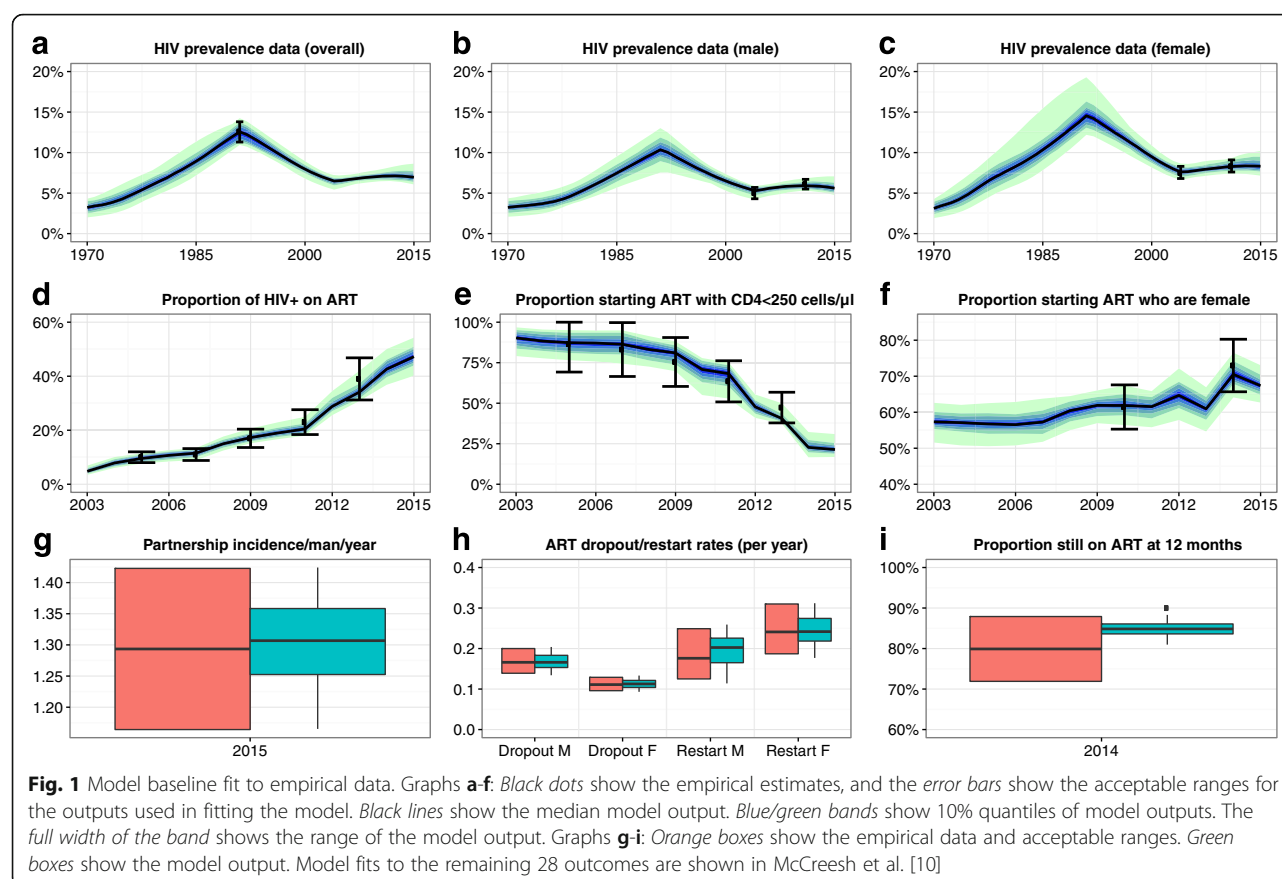 a
HIV prevalence data (overall)
20%
15%
10%
5%
0%
1970 1985 2000 2015
b
HIV prevalence data (male)
20%
15%
10%
5%
0%
1970 1985 2000 2015
c
HIV prevalence data (female)
20%
15%
10%
5%
0%
1970 1985 2000 2015
d
Proportion of HIV+ on ART
60%
40%
20%
0%
2003 2006 2009 2012 2015
e
Proportion starting ART with CD4<250 cells/µl
100%
75%
50%
25%
0%
2003 2006 2009 2012 2015
f
Proportion starting ART who are female
80%
70%
60%
50%
40%
2003 2006 2009 2012 2015
g
Partnership incidence/man/year
1.40
1.35
1.30
1.25
1.20
2015
h
ART dropout/restart rates (per year)
0.4
0.3
0.2
0.1
0.0
Dropout M Dropout F Restart M Restart F
i
Proportion still on ART at 12 months
100%
90%
80%
70%
60%
2014
Fig. 1 Model baseline fit to empirical data. Graphs a-f: Black dots show the empirical estimates, and the error bars show the acceptable ranges for
the outputs used in fitting the model. Black lines show the median model output. Blue/green bands show 10% quantiles of model outputs. The
full width of the band shows the range of the model output. Graphs g-i: Orange boxes show the empirical data and acceptable ranges. Green
boxes show the model output. Model fits to the remaining 28 outcomes are shown in McCreesh et al. [10]